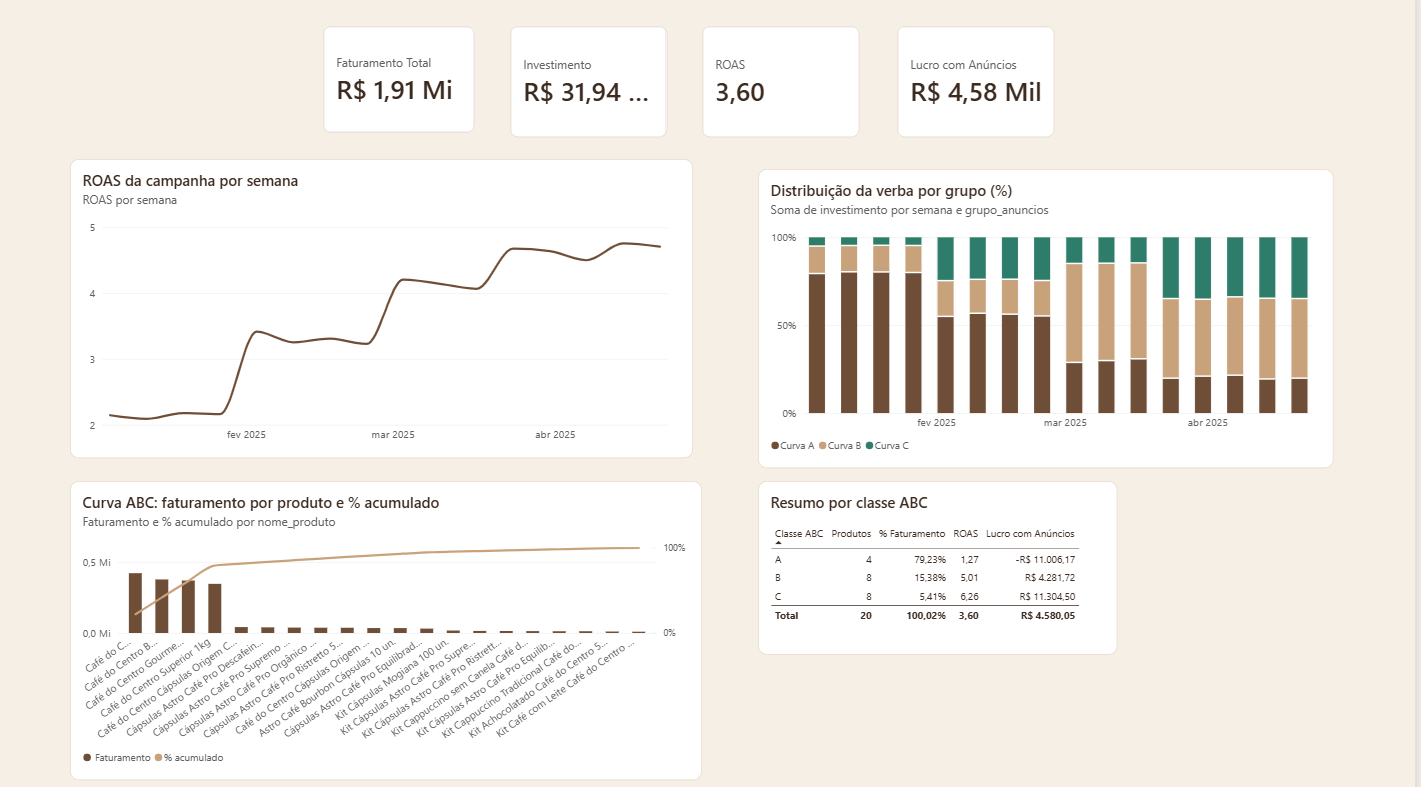 Faturamento Total
R$ 1,91 Mi
Investimento
R$ 31,94 ...
ROAS
3,60
Lucro com Anúncios
R$ 4,58 Mil
ROAS da campanha por semana
ROAS por semana
5
4
3
2
fev 2025 mar 2025 abr 2025
Distribuição da verba por grupo (%)
Soma de investimento por semana e grupo_anuncios
100%
50%
0%
fev 2025 mar 2025 abr 2025
Curva A Curva B Curva C
Curva ABC: faturamento por produto e % acumulado
Faturamento e % acumulado por nome_produto
0,5 Mi
0,0 Mi
100%
0%
Café do C...
Café do Centro B...
Café do Centro Gourme...
Café do Centro Superior 1kg
Café do Centro Cápsulas Origem C...
Cápsulas Astro Café Pro Descafein...
Cápsulas Astro Café Pro Supremo ...
Cápsulas Astro Café Pro Orgânico ...
Cápsulas Astro Café Pro Ristretto 5...
Café do Centro Cápsulas Origem ...
Astro Café Bourbon Cápsulas 10 un.
Cápsulas Astro Café Pro Equilibrad...
Kit Cápsulas Mogiana 100 un.
Kit Cápsulas Astro Café Pro Supre...
Kit Cápsulas Astro Café Pro Ristrett...
Kit Cappuccino sem Canela Café d...
Kit Cápsulas Astro Café Pro Equilib...
Kit Cappuccino Tradicional Café do...
Kit Achocolatado Café do Centro 5...
Kit Café com Leite Café do Centro ...
Faturamento % acumulado
Resumo por classe ABC
Classe ABC Produtos % Faturamento ROAS Lucro com Anúncios
A 4 79,23% 1,27 -R$ 11.006,17
B 8 15,38% 5,01 R$ 4.281,72
C 8 5,41% 6,26 R$ 11.304,50
Total 20 100,02% 3,60 R$ 4.580,05